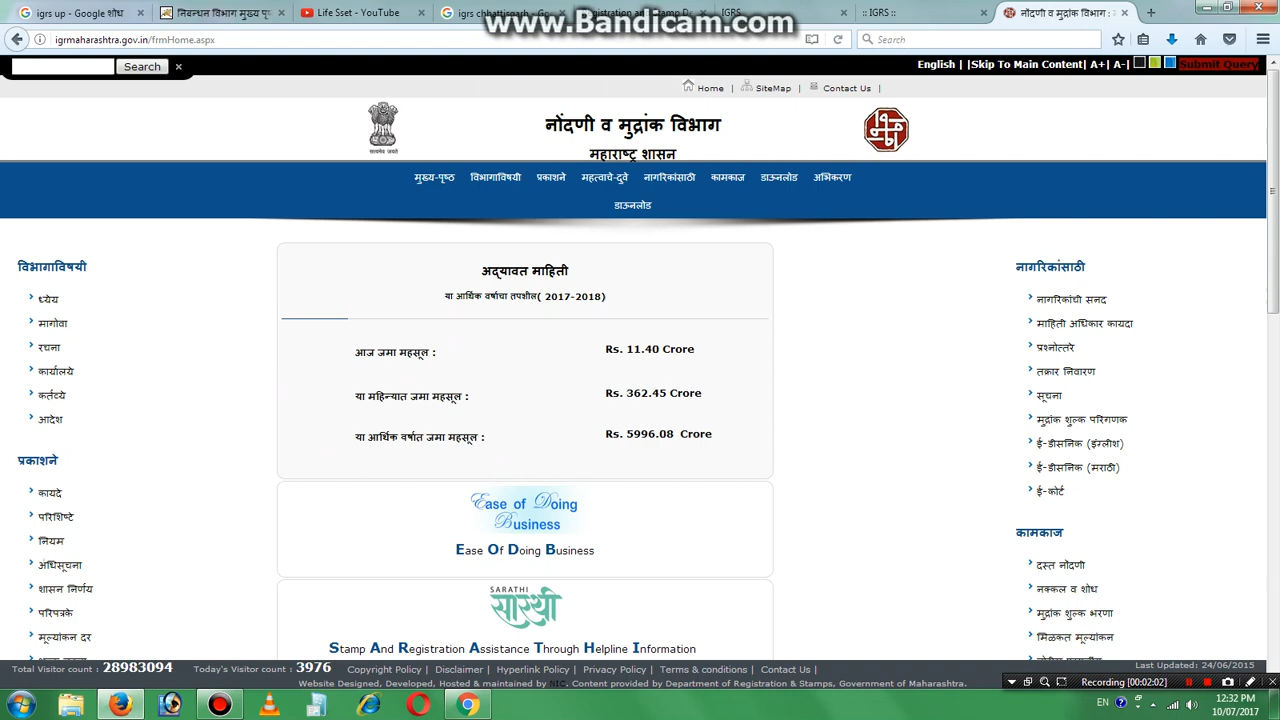 www.Bandicam.com
igrs up - Google शोध
निबन्धन विभाग मुख्य पृ
Life Sset - YouTube
igrs chhattisgarh - Go
:: IGRS ::
नोंदणी व मुद्रांक विभाग :
igrmaharashtra.gov.in/frmHome.aspx
Search
Search
English | |Skip To Main Content| A+| A-|
Submit Query
Home | SiteMap | Contact Us |
नोंदणी व मुद्रांक विभाग
महाराष्ट्र शासन
मुख्य-पृष्ठ विभागाविषयी प्रकाशने महत्वाचे-दुवे नागरिकांसाठी कामकाज डाऊनलोड अभिकरण
डाऊनलोड
विभागाविषयी
ध्येय
मागोवा
रचना
कार्यालये
कर्तव्ये
आदेश
प्रकाशने
कायदे
परिशिष्टे
नियम
अधिसूचना
शासन निर्णय
परिपत्रके
मूल्यांकन दर
अद्यावत माहिती
या आर्थिक वर्षाचा तपशील( 2017-2018)
आज जमा महसूल : Rs. 11.40 Crore
या महिन्यात जमा महसूल : Rs. 362.45 Crore
या आर्थिक वर्षात जमा महसूल : Rs. 5996.08 Crore
Ease of Doing
Business
Ease Of Doing Business
SARATHI
सारथी
Stamp And Registration Assistance Through Helpline Information
नागरिकांसाठी
नागरिकांची सनद
माहिती अधिकार कायदा
प्रश्नोत्तरे
तक्रार निवारण
सूचना
मुद्रांक शुल्क परिगणक
ई-डीसनिक (इंग्लीश)
ई-डीसनिक (मराठी)
ई-कोर्ट
कामकाज
दस्त नोंदणी
नक्कल व शोध
मुद्रांक शुल्क भरणा
मिळकत मूल्यांकन
Total Visitor count : 28983094 Today's Visitor count : 3976 Copyright Policy | Disclaimer | Hyperlink Policy | Privacy Policy | Terms & conditions | Contact Us |
Last Updated: 24/06/2015
Website Designed, Developed, Hosted & maintained by NIC. Content provided by Department of Registration & Stamps, Government of Maharashtra.
Recording [00:02:02]
EN
12:32 PM
10/07/2017